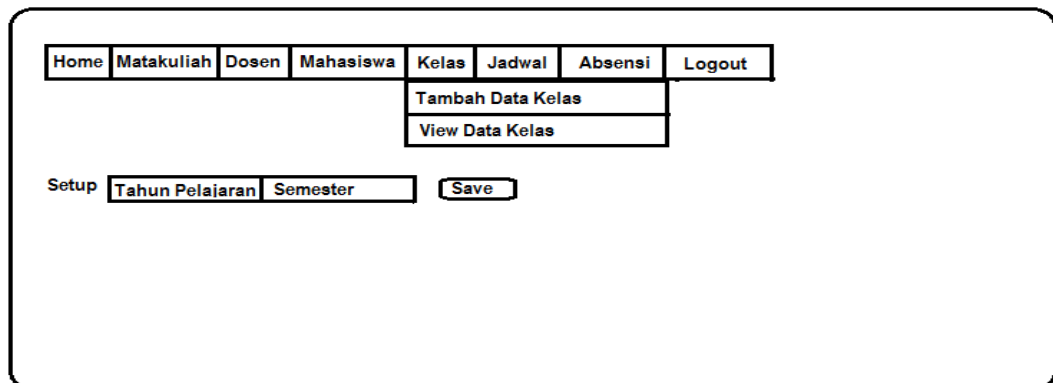 Home Matakuliah Dosen Mahasiswa Kelas Jadwal Absensi Logout
Tambah Data Kelas
View Data Kelas
Setup Tahun Pelajaran Semester Save